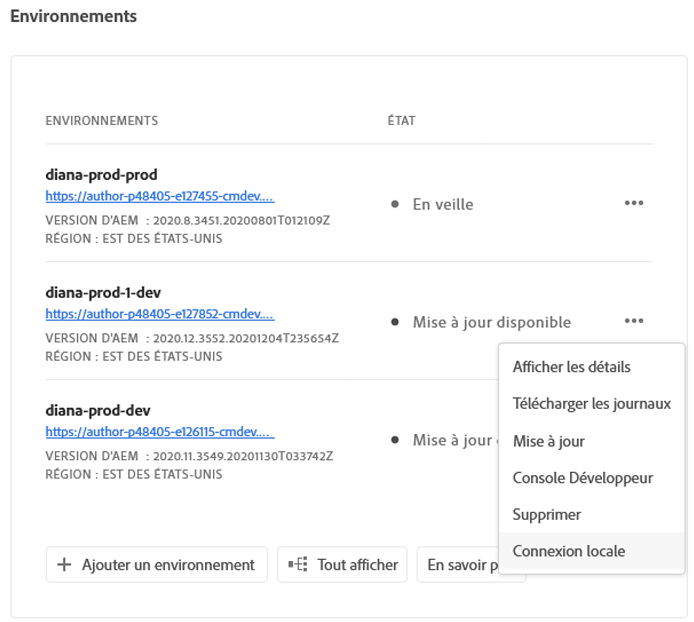 Environnements
ENVIRONNEMENTS ÉTAT
diana-prod-prod
https://author-p48405-e127455-cmdev....
En veille •••
VERSION D'AEM : 2020.8.3451.20200801T012109Z
RÉGION : EST DES ÉTATS-UNIS
diana-prod-1-dev
https://author-p48405-e127852-cmdev....
Mise à jour disponible •••
VERSION D'AEM : 2020.12.3552.20201204T235654Z
RÉGION : EST DES ÉTATS-UNIS
diana-prod-dev
https://author-p48405-e126115-cmdev....
Mise à jour
VERSION D'AEM : 2020.11.3549.20201130T033742Z
RÉGION : EST DES ÉTATS-UNIS
Afficher les détails
Télécharger les journaux
Mise à jour
Console Développeur
Supprimer
Connexion locale
+ Ajouter un environnement
Tout afficher
En savoir